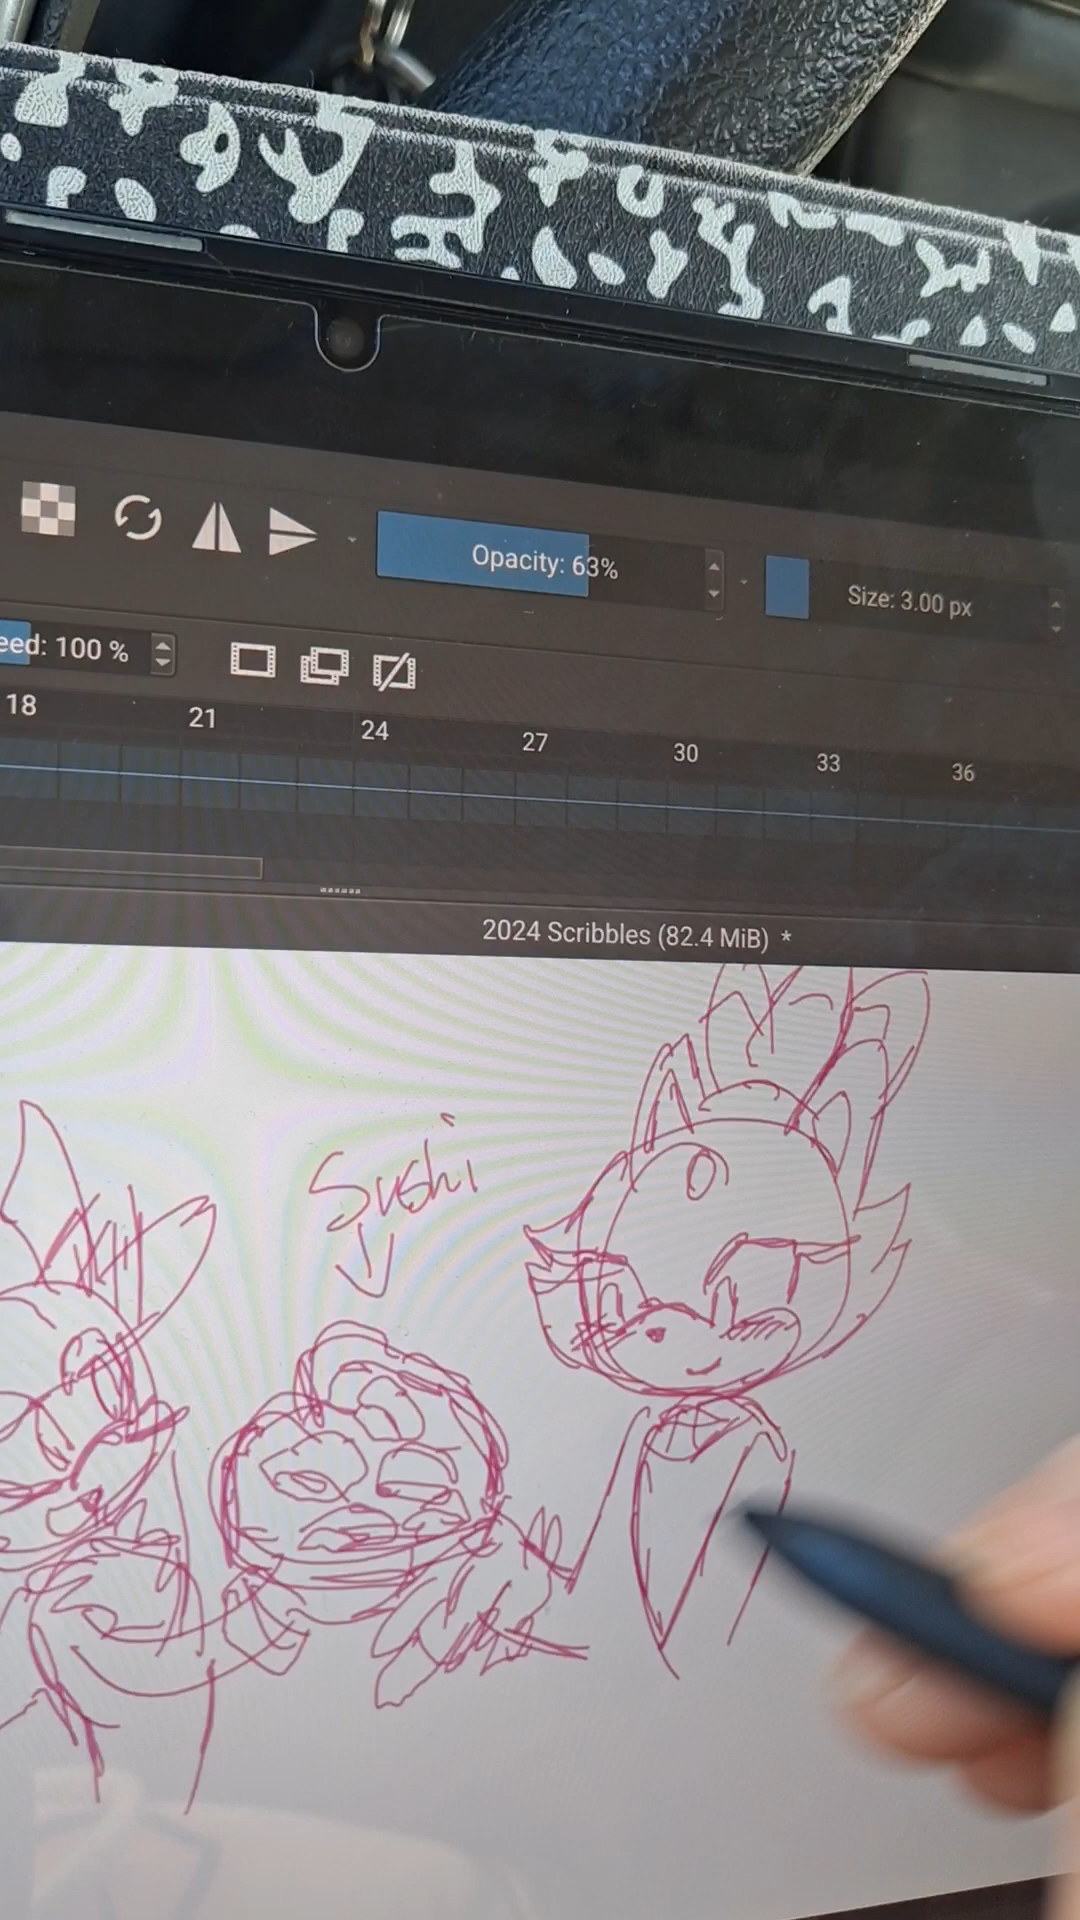 Opacity: 63%
Size: 3.00 px
eed: 100 %
18 21 24 27 30 33 36
2024 Scribbles (82.4 MiB) *
Sushi